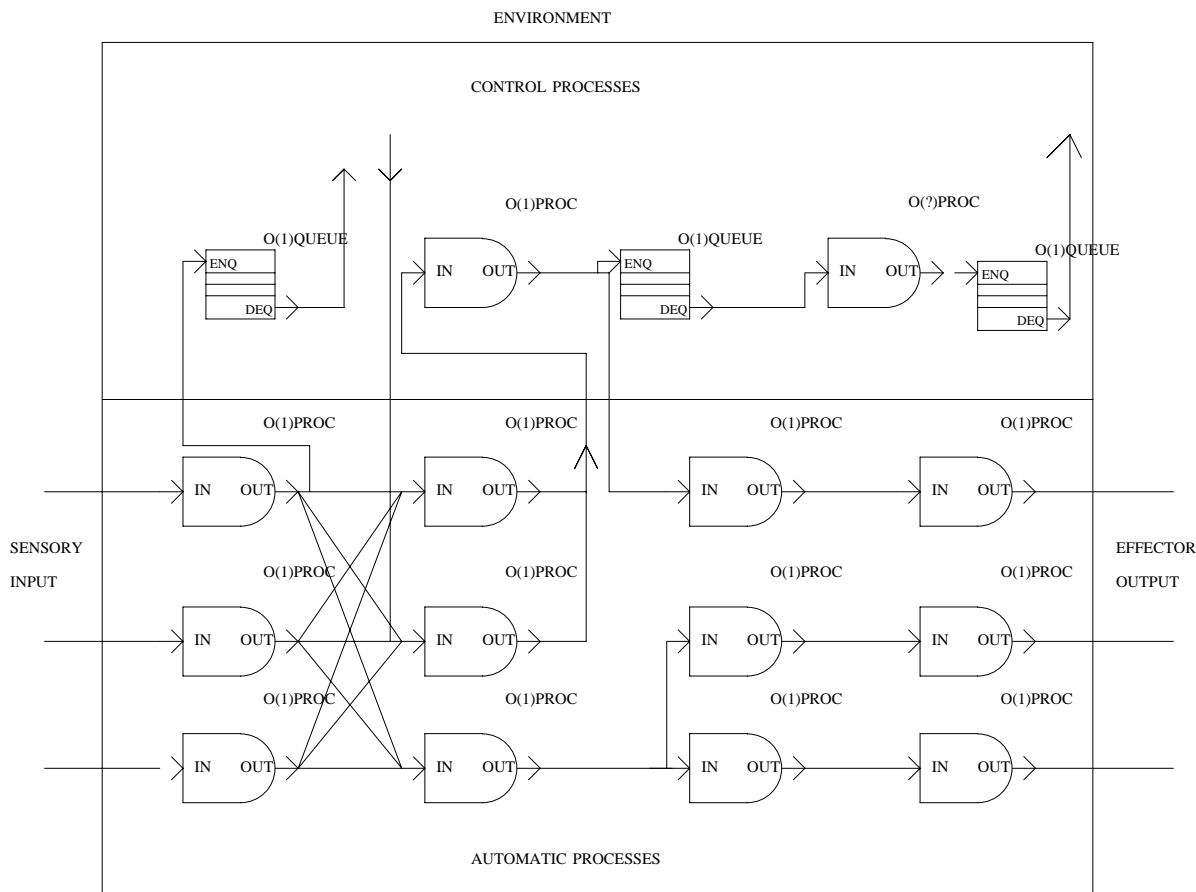 ENVIRONMENT
CONTROL PROCESSES
O(1)PROC
O(?)PROC
O(1)QUEUE
O(1)QUEUE
O(1)QUEUE
ENQ
DEQ
IN OUT
ENQ
DEQ
IN OUT
ENQ
DEQ
O(1)PROC
O(1)PROC
O(1)PROC
O(1)PROC
IN OUT
IN OUT
IN OUT
IN OUT
SENSORY
INPUT
EFFECTOR
OUTPUT
O(1)PROC
O(1)PROC
O(1)PROC
O(1)PROC
IN OUT
IN OUT
IN OUT
IN OUT
O(1)PROC
O(1)PROC
O(1)PROC
O(1)PROC
IN OUT
IN OUT
IN OUT
IN OUT
AUTOMATIC PROCESSES